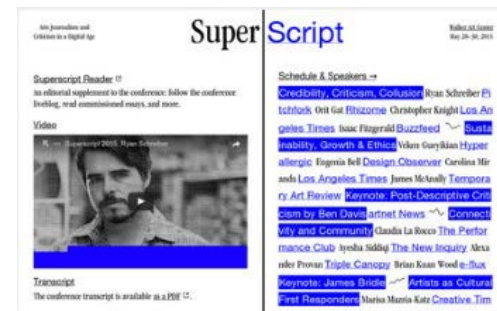 Arts Journalism and
Criticism in a Digital Age
Super Script
Walker Art Center
May 28–30, 2015
Superscript Reader
An editorial supplement to the conference: follow the conference
liveblog, read commissioned essays, and more.
Video
Superscript 2015, Ryan Schreiber
Transcript
The conference transcript is available as a PDF
Schedule & Speakers →
Credibility, Criticism, Collusion Ryan Schreiber Pi
tchfork Orit Gat Rhizome Christopher Knight Los An
geles Times Isaac Fitzgerald Buzzfeed Susta
inability, Growth & Ethics Veken Gueyikian Hyper
allergic Eugenia Bell Design Observer Carolina Mir
anda Los Angeles Times James McAnally Tempora
ry Art Review Keynote: Post-Descriptive Criti
cism by Ben Davis artnet News Connecti
vity and Community Claudia La Rocco The Perfor
mance Club Ayesha Siddiqi The New Inquiry Alexa
nder Provan Triple Canopy Brian Kuan Wood e-flux
Keynote: James Bridle Artists as Cultural
First Responders Marisa Mazria-Katz Creative Tim